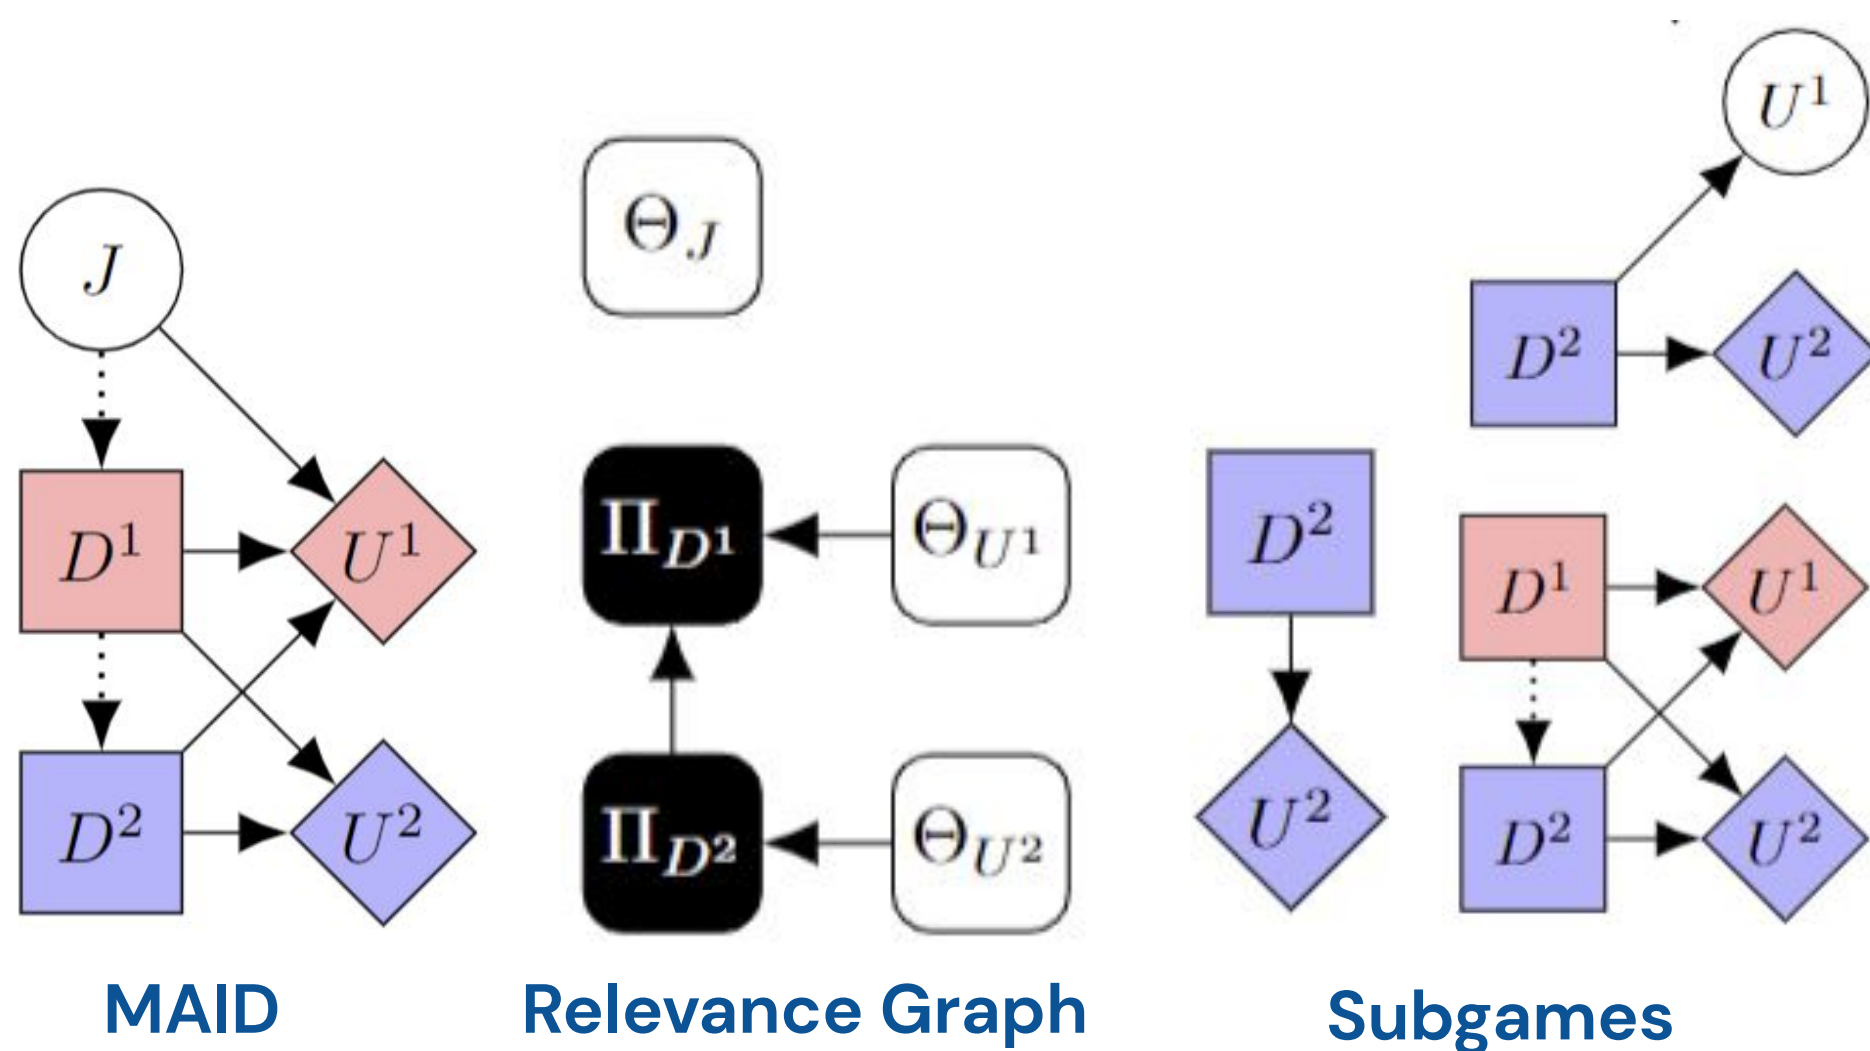 J
D¹
U¹
D²
U²
MAID
Θ_J
Π_D¹
Θ_U¹
Π_D²
Θ_U²
Relevance Graph
U¹
D²
U²
D²
U²
D¹
U¹
D²
U²
Subgames